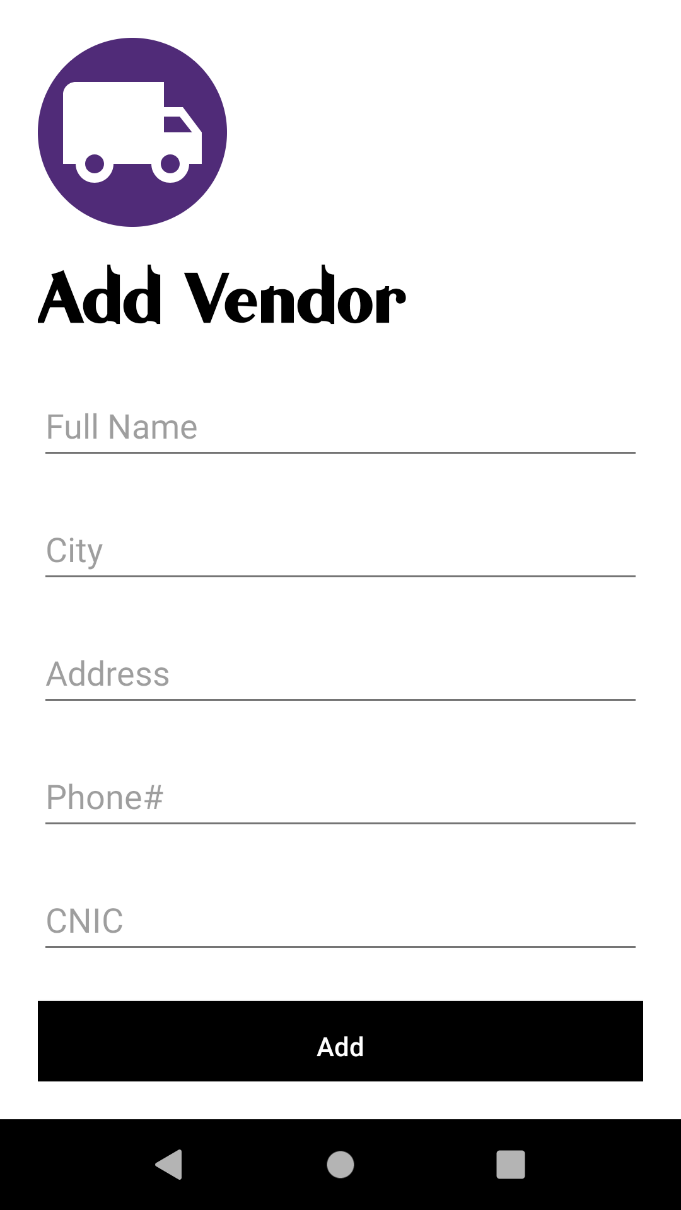 Add Vendor
Full Name
City
Address
Phone#
CNIC
Add